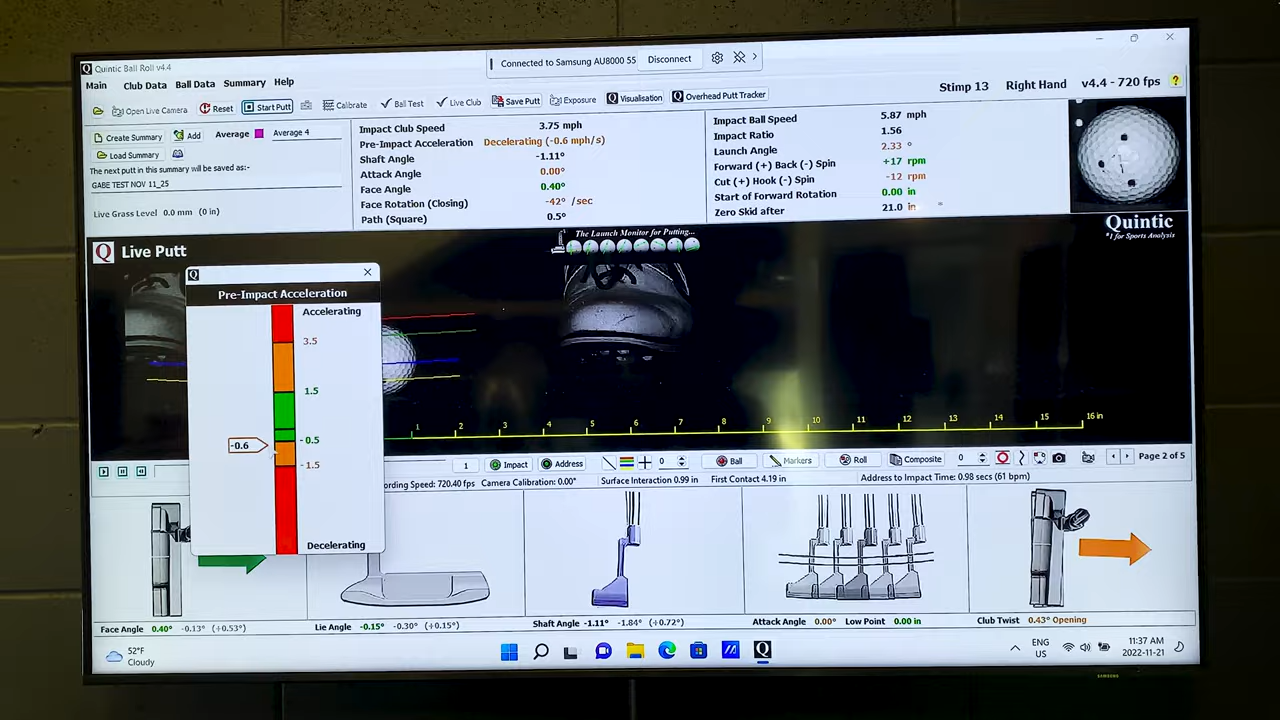 Quintic Ball Roll v4.4
Connected to Samsung AU8000 55 Disconnect
Main Club Data Ball Data Summary Help
Stimp 13 Right Hand v4.4 - 720 fps ?
Open Live Camera Reset Start Putt Calibrate Ball Test Live Club Save Putt Exposure Visualisation Overhead Putt Tracker
Create Summary Add Average Average 4
Load Summary
The next putt in this summary will be saved as:-
GABE TEST NOV 11_25
Live Grass Level 0.0 mm (0 in)
Impact Club Speed 3.75 mph
Pre-Impact Acceleration Decelerating (-0.6 mph/s)
Shaft Angle -1.11°
Attack Angle 0.00°
Face Angle 0.40°
Face Rotation (Closing) -42° /sec
Path (Square) 0.5°
Impact Ball Speed 5.87 mph
Impact Ratio 1.56
Launch Angle 2.33 °
Forward (+) Back (-) Spin +17 rpm
Cut (+) Hook (-) Spin -12 rpm
Start of Forward Rotation 0.00 in
Zero Skid after 21.0 in *
Quintic
"#1 for Sports Analysis"
Q Live Putt
The Launch Monitor for Putting...
Q
Pre-Impact Acceleration
Accelerating
3.5
1.5
-0.6
-0.5
-1.5
Decelerating
1 2 3 4 5 6 7 8 9 10 11 12 13 14 15 16 in
1 Impact Address 0 Ball Markers Roll Composite 0 Page 2 of 5
ording Speed: 720.40 fps Camera Calibration: 0.00° Surface Interaction 0.99 in First Contact 4.19 in Address to Impact Time: 0.98 secs (61 bpm)
Face Angle 0.40° -0.13° (+0.53°) Lie Angle -0.15° -0.30° (+0.15°) Shaft Angle -1.11° -1.84° (+0.72°) Attack Angle 0.00° Low Point 0.00 in Club Twist 0.43° Opening
52°F
Cloudy
ENG
US
11:37 AM
2022-11-21
SAMSUNG